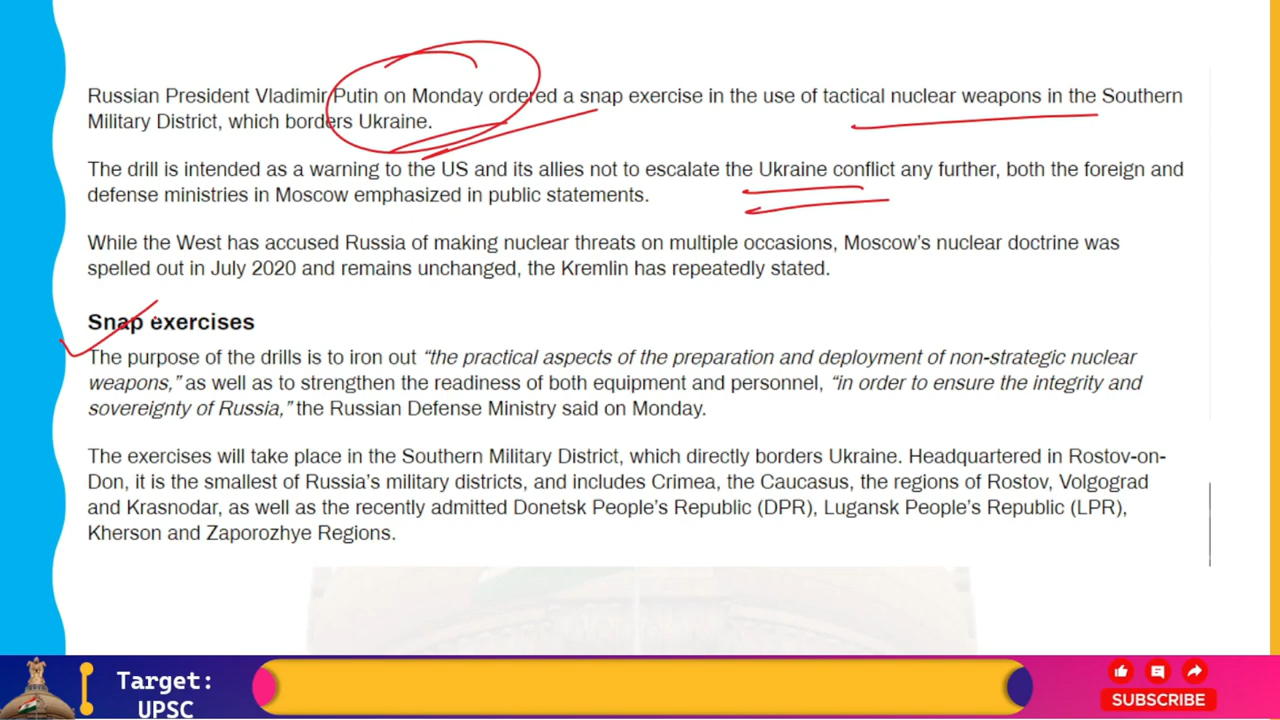 Russian President Vladimir Putin on Monday ordered a snap exercise in the use of tactical nuclear weapons in the Southern
Military District, which borders Ukraine.
The drill is intended as a warning to the US and its allies not to escalate the Ukraine conflict any further, both the foreign and
defense ministries in Moscow emphasized in public statements.
While the West has accused Russia of making nuclear threats on multiple occasions, Moscow's nuclear doctrine was
spelled out in July 2020 and remains unchanged, the Kremlin has repeatedly stated.
Snap exercises
The purpose of the drills is to iron out “the practical aspects of the preparation and deployment of non-strategic nuclear
weapons,” as well as to strengthen the readiness of both equipment and personnel, “in order to ensure the integrity and
sovereignty of Russia,” the Russian Defense Ministry said on Monday.
The exercises will take place in the Southern Military District, which directly borders Ukraine. Headquartered in Rostov-on-
Don, it is the smallest of Russia's military districts, and includes Crimea, the Caucasus, the regions of Rostov, Volgograd
and Krasnodar, as well as the recently admitted Donetsk People's Republic (DPR), Lugansk People's Republic (LPR),
Kherson and Zaporozhye Regions.
Target:
UPSC
SUBSCRIBE